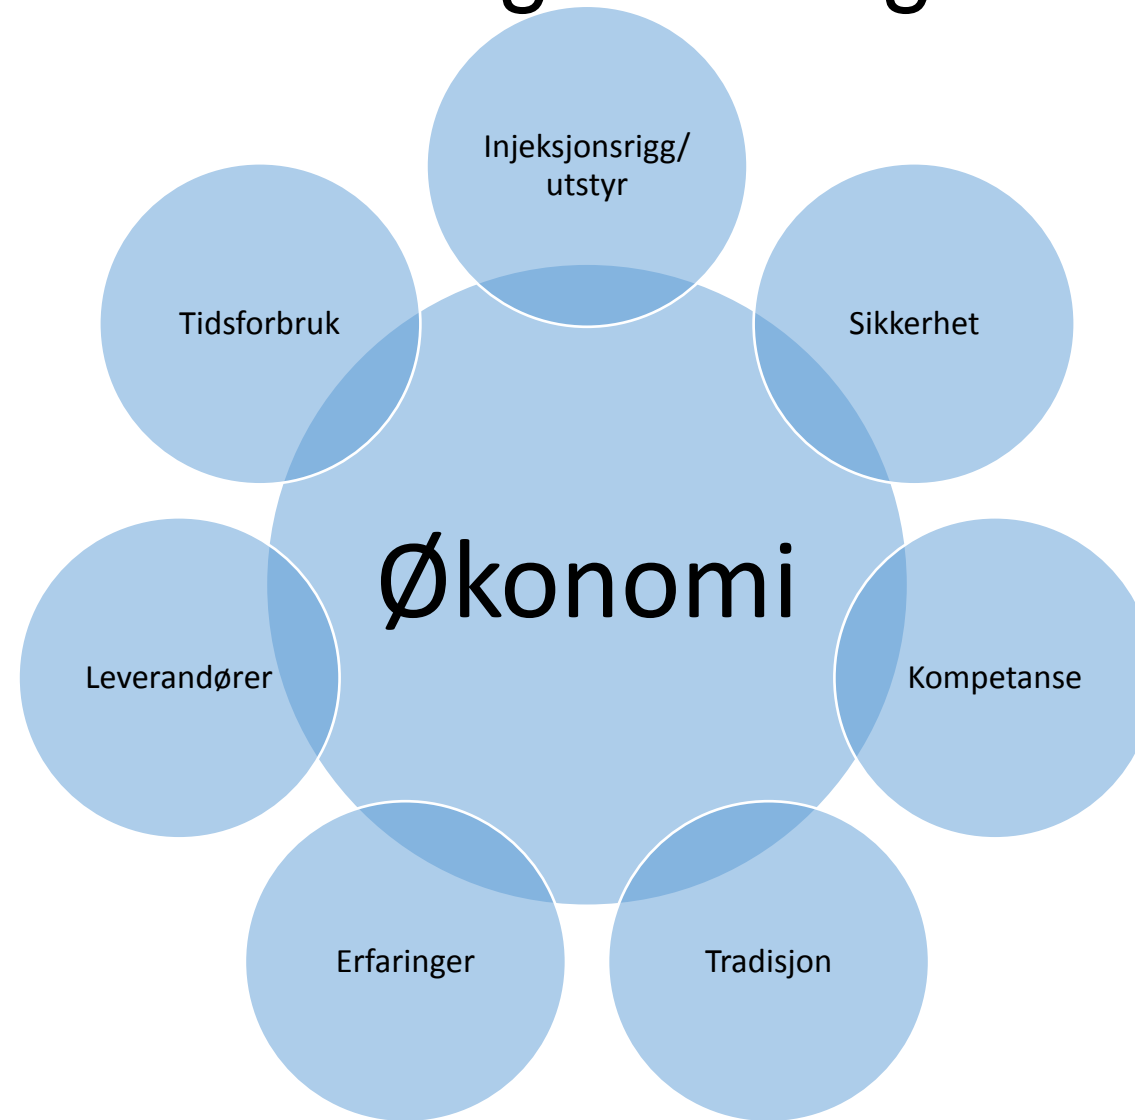 Injeksjonsrigg/
utstyr
Sikkerhet
Kompetanse
Tradisjon
Erfaringer
Leverandører
Tidsforbruk
Økonomi